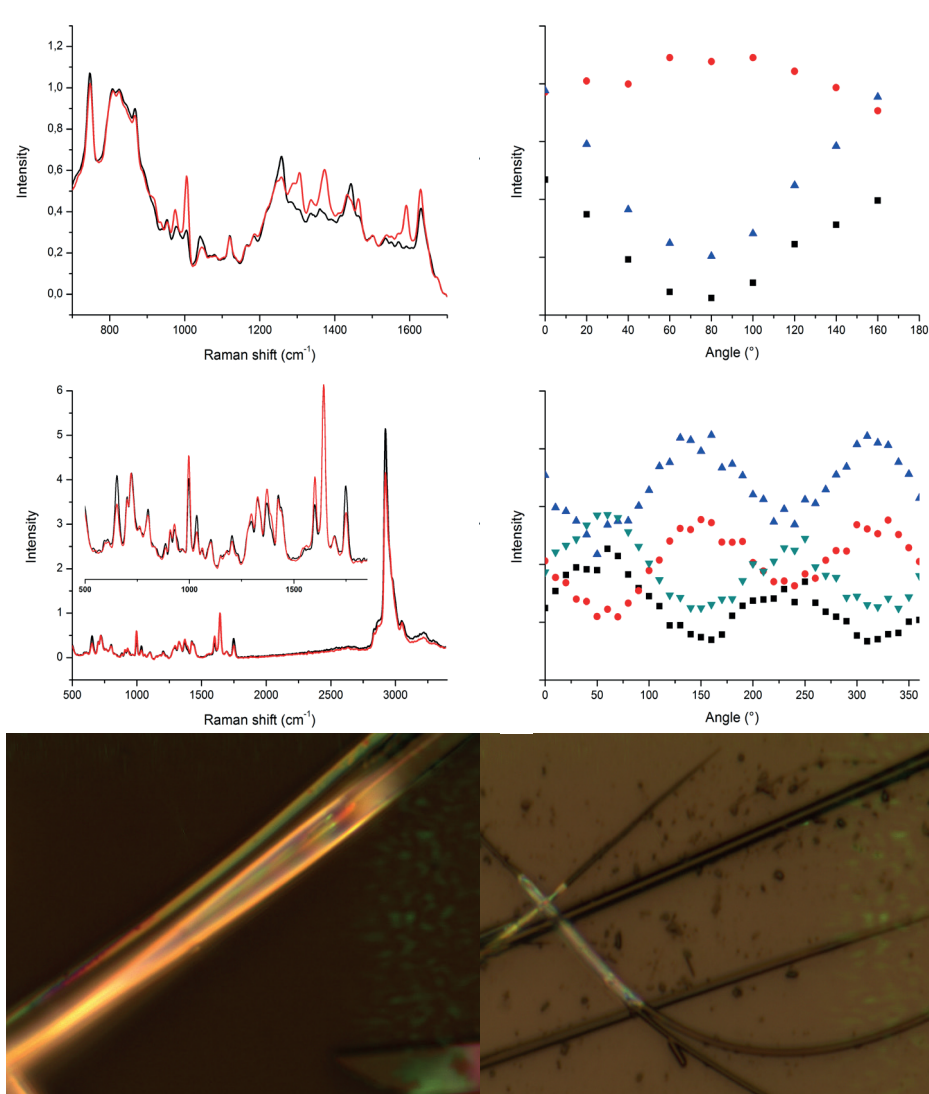 1,2
1,0
0,8
0,6
0,4
0,2
0,0
Intensity
800 1000 1200 1400 1600
Raman shift (cm⁻¹)
Intensity
0 20 40 60 80 100 120 140 160 180
Angle (°)
6
5
4
3
2
1
0
Intensity
500 1000 1500
500 1000 1500 2000 2500 3000
Raman shift (cm⁻¹)
Intensity
0 50 100 150 200 250 300 350
Angle (°)